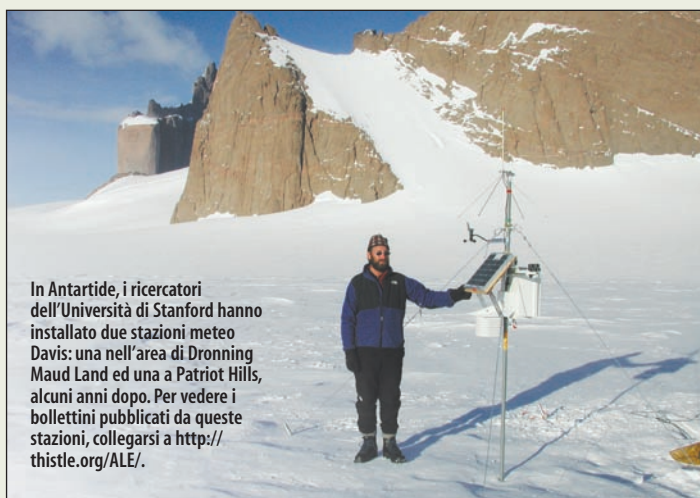 In Antartide, i ricercatori
dell'Università di Stanford hanno
installato due stazioni meteo
Davis: una nell'area di Dronning
Maud Land ed una a Patriot Hills,
alcuni anni dopo. Per vedere i
bollettini pubblicati da queste
stazioni, collegarsi a http://
thistle.org/ALE/.